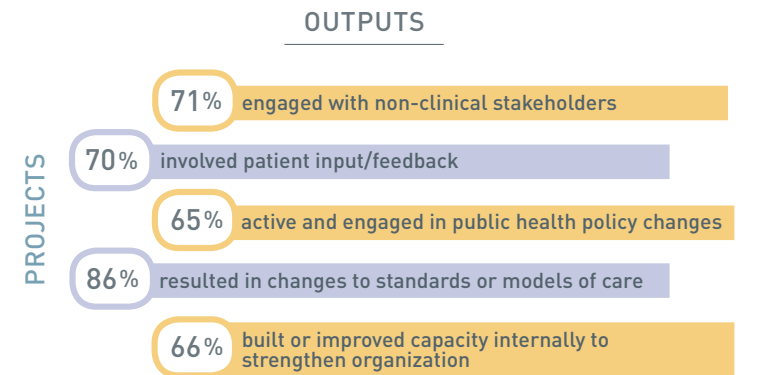 OUTPUTS
PROJECTS
71% engaged with non-clinical stakeholders
70% involved patient input/feedback
65% active and engaged in public health policy changes
86% resulted in changes to standards or models of care
66% built or improved capacity internally to
strengthen organization